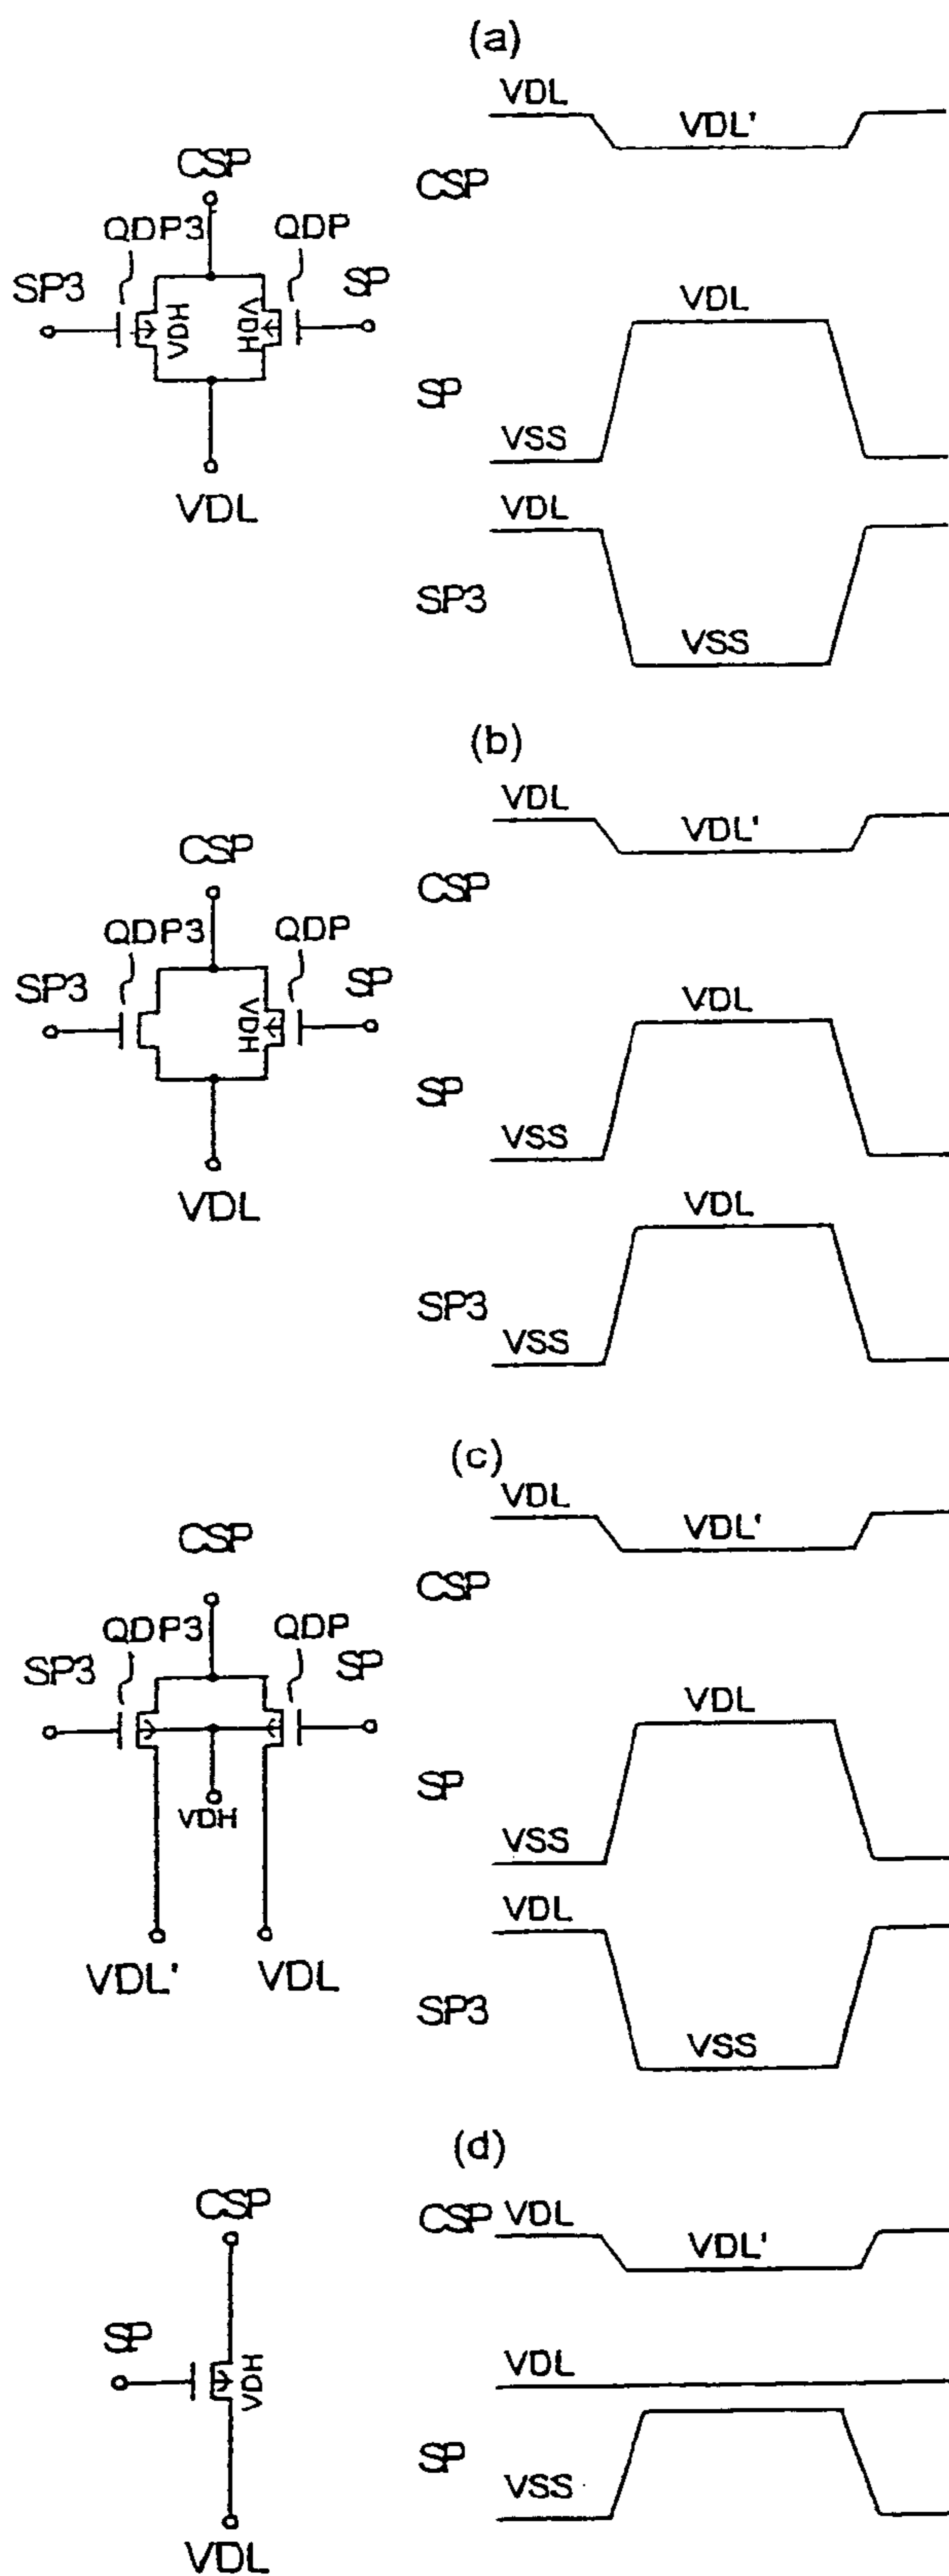 (a)
VDL
VDL'
CSP
CSP
QDP3
QDP
SP3
SP
VDH
VDH
VDL
VDL
SP
VSS
VDL
SP3
VSS
(b)
VDL
VDL'
CSP
CSP
QDP3
QDP
SP3
SP
VDH
VDL
VDL
SP
VSS
VDL
SP3
VSS
(c)
VDL
VDL'
CSP
CSP
QDP3
QDP
SP3
SP
VDH
VDL'
VDL
VDL
SP
VSS
VDL
SP3
VSS
(d)
CSP
CSP
VDL
VDL'
SP
VDH
VDL
VDL
SP
VSS